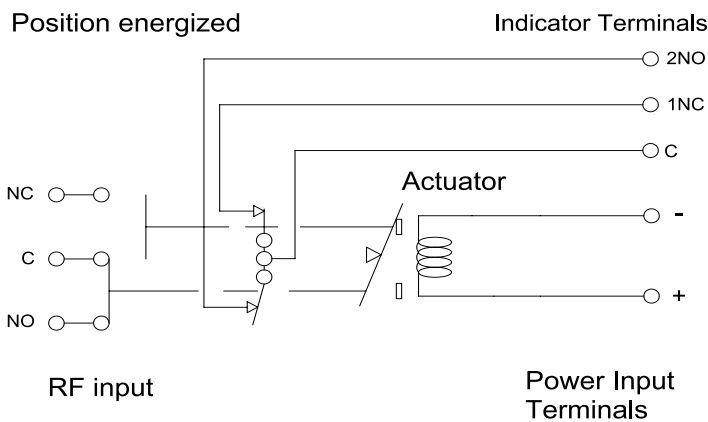 Position energized
Indicator Terminals
2NO
1NC
C
Actuator
NC
-
C
+
NO
RF input
Power Input
Terminals